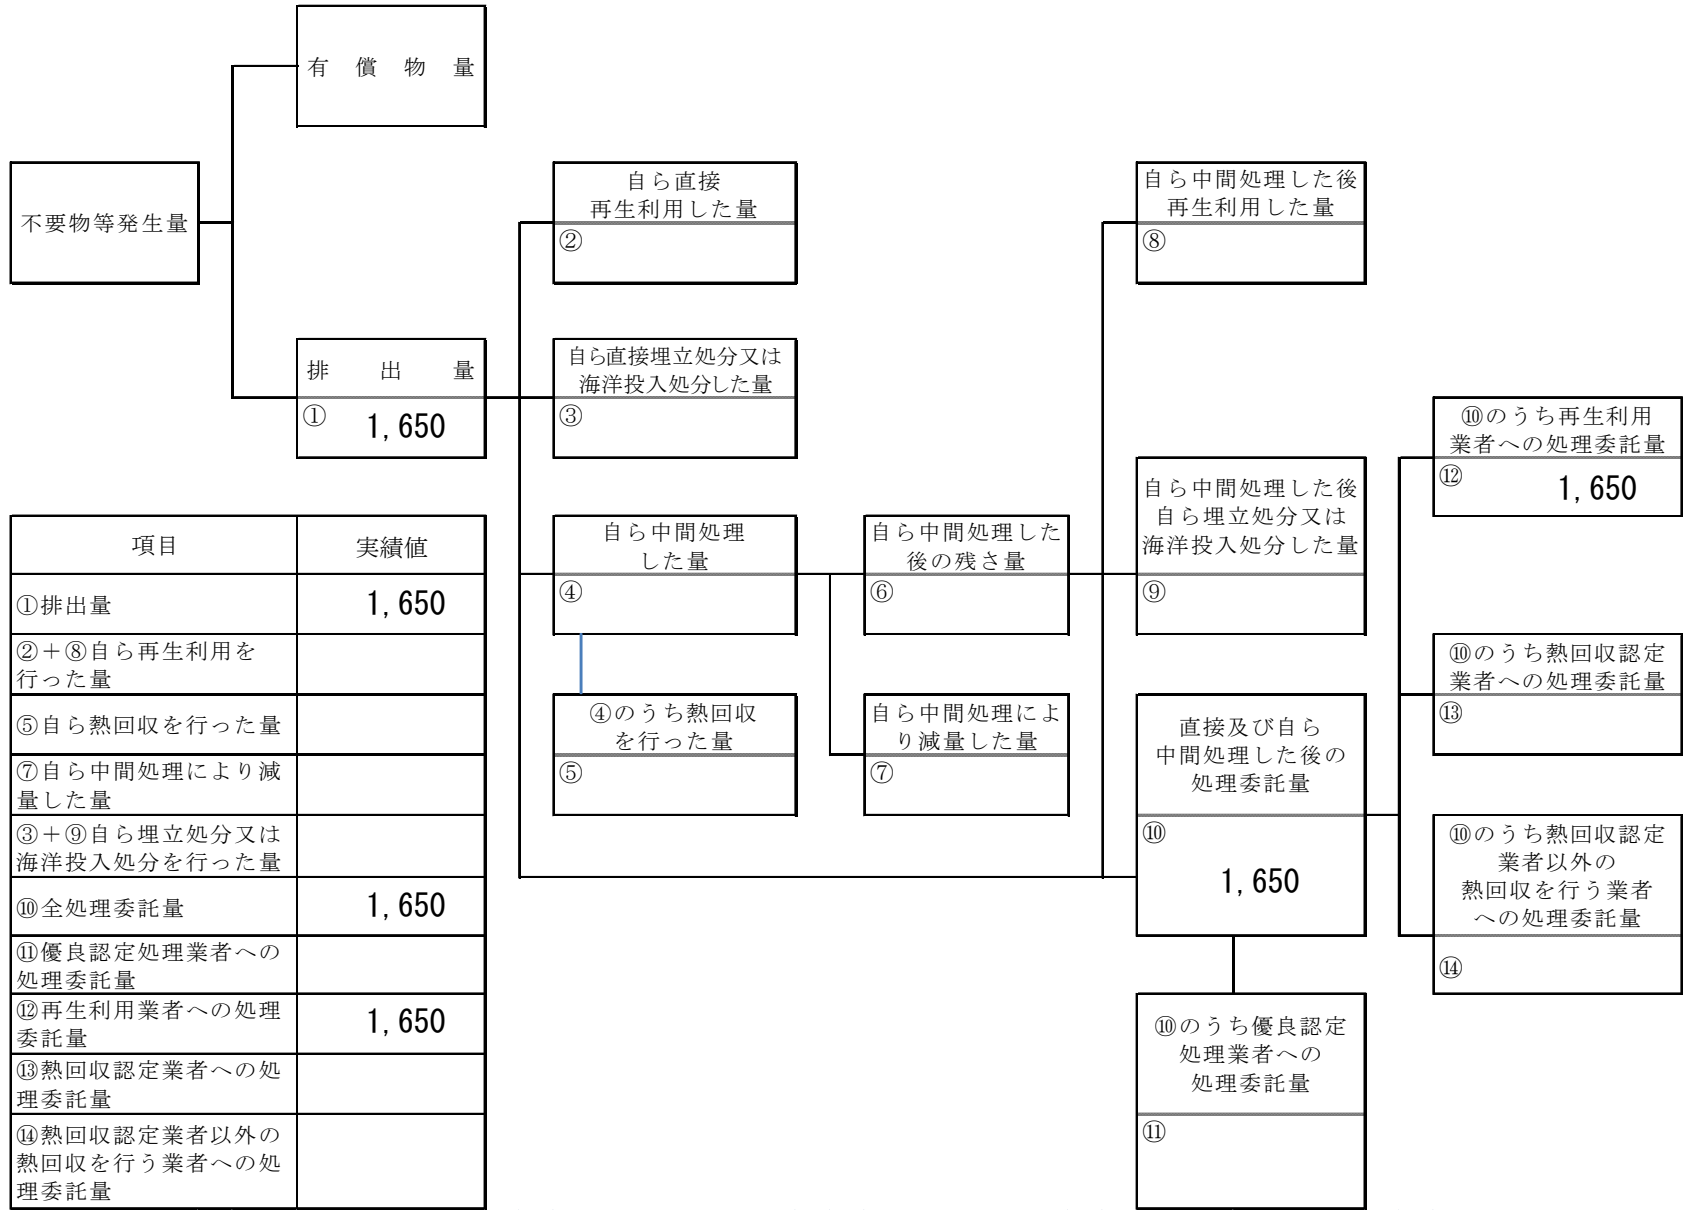 有償物量
不要物等発生量
排出量
① 1,650
自ら直接
再生利用した量
②
自ら直接埋立処分又は
海洋投入処分した量
③
自ら中間処理
した量
④
④のうち熱回収
を行った量
⑤
自ら中間処理した
後の残さ量
⑥
自ら中間処理によ
り減量した量
⑦
自ら中間処理した後
再生利用した量
⑧
自ら中間処理した後
自ら埋立処分又は
海洋投入処分した量
⑨
直接及び自ら
中間処理した後の
処理委託量
⑩
1,650
⑩のうち優良認定
処理業者への
処理委託量
⑪
⑩のうち再生利用
業者への処理委託量
⑫ 1,650
⑩のうち熱回収認定
業者への処理委託量
⑬
⑩のうち熱回収認定
業者以外の
熱回収を行う業者
への処理委託量
⑭
項目 実績値
①排出量 1,650
②+⑧自ら再生利用を
行った量
⑤自ら熱回収を行った量
⑦自ら中間処理により減
量した量
③+⑨自ら埋立処分又は
海洋投入処分を行った量
⑩全処理委託量 1,650
⑪優良認定処理業者への
処理委託量
⑫再生利用業者への処理
委託量 1,650
⑬熱回収認定業者への処
理委託量
⑭熱回収認定業者以外の
熱回収を行う業者への処
理委託量